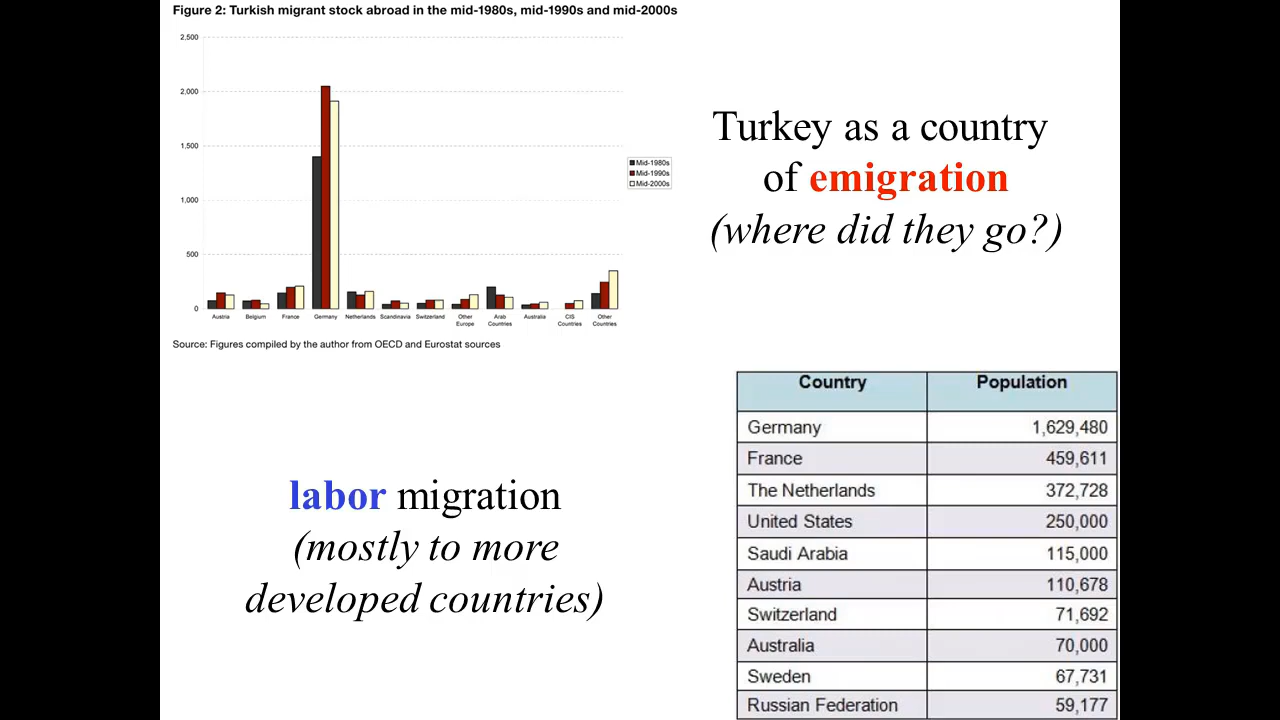 Figure 2: Turkish migrant stock abroad in the mid-1980s, mid-1990s and mid-2000s
2,500
2,000
1,500
1,000
500
0
Mid-1980s
Mid-1990s
Mid-2000s
Austria Belgium France Germany Netherlands Scandinavia Switzerland Other Arab Australia CIS Other
Europe Countries Countries Countries
Source: Figures compiled by the author from OECD and Eurostat sources
Turkey as a country
of emigration
(where did they go?)
labor migration
(mostly to more
developed countries)
Country Population
Germany 1,629,480
France 459,611
The Netherlands 372,728
United States 250,000
Saudi Arabia 115,000
Austria 110,678
Switzerland 71,692
Australia 70,000
Sweden 67,731
Russian Federation 59,177